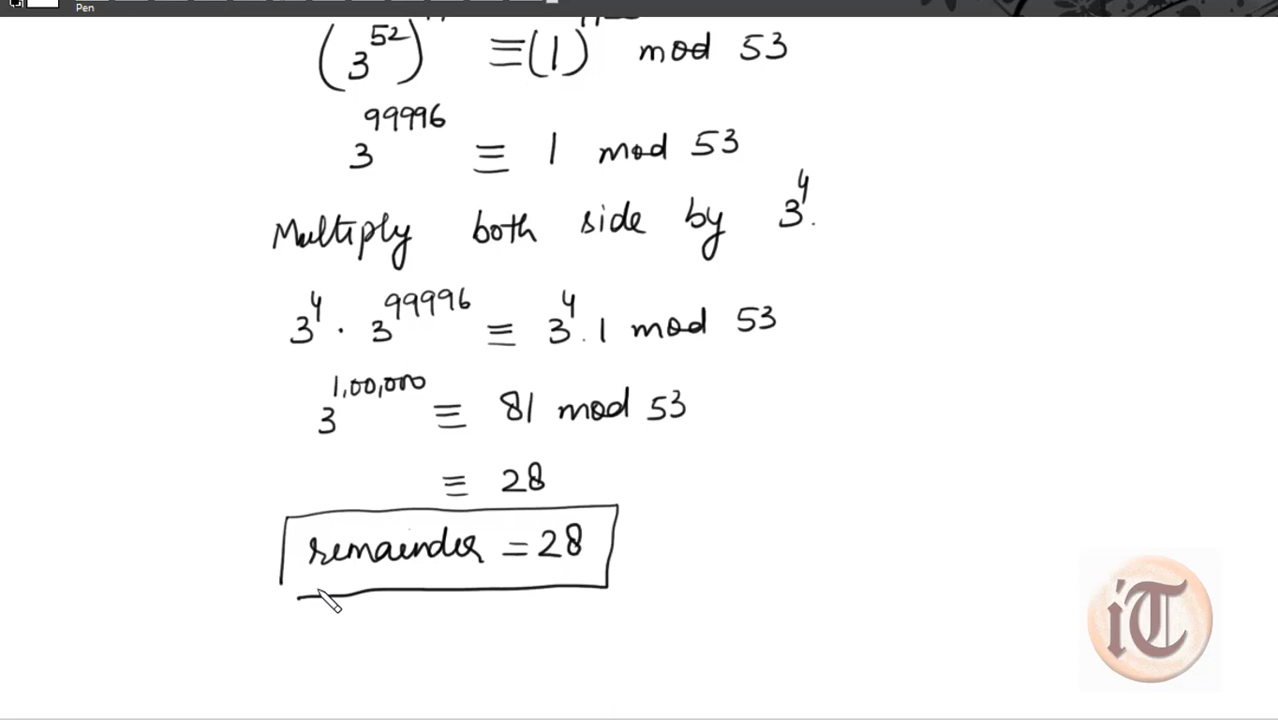 Pen
(3^52) ≡ (1) mod 53
3^99996 ≡ 1 mod 53
Multiply both side by 3^4.
3^4 · 3^99996 ≡ 3^4 . 1 mod 53
3^1,00,000 ≡ 81 mod 53
≡ 28
remainder = 28
iT